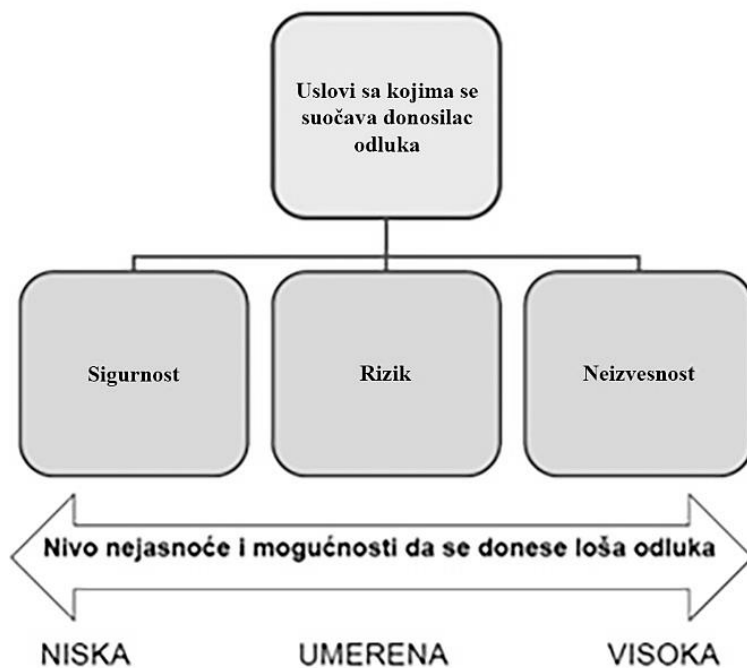 Uslovi sa kojima se
suočava donosilac
odluka
Sigurnost
Rizik
Neizvesnost
Nivo nejasnoće i mogućnosti da se donese loša odluka
NISKA
UMERENA
VISOKA